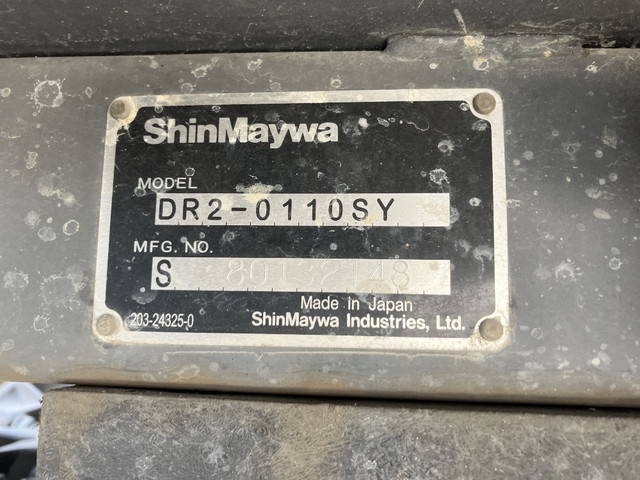 ShinMaywa
MODEL
DR2-0110SY
MFG. NO.
S
Made in Japan
203-24325-0
ShinMaywa Industries, Ltd.